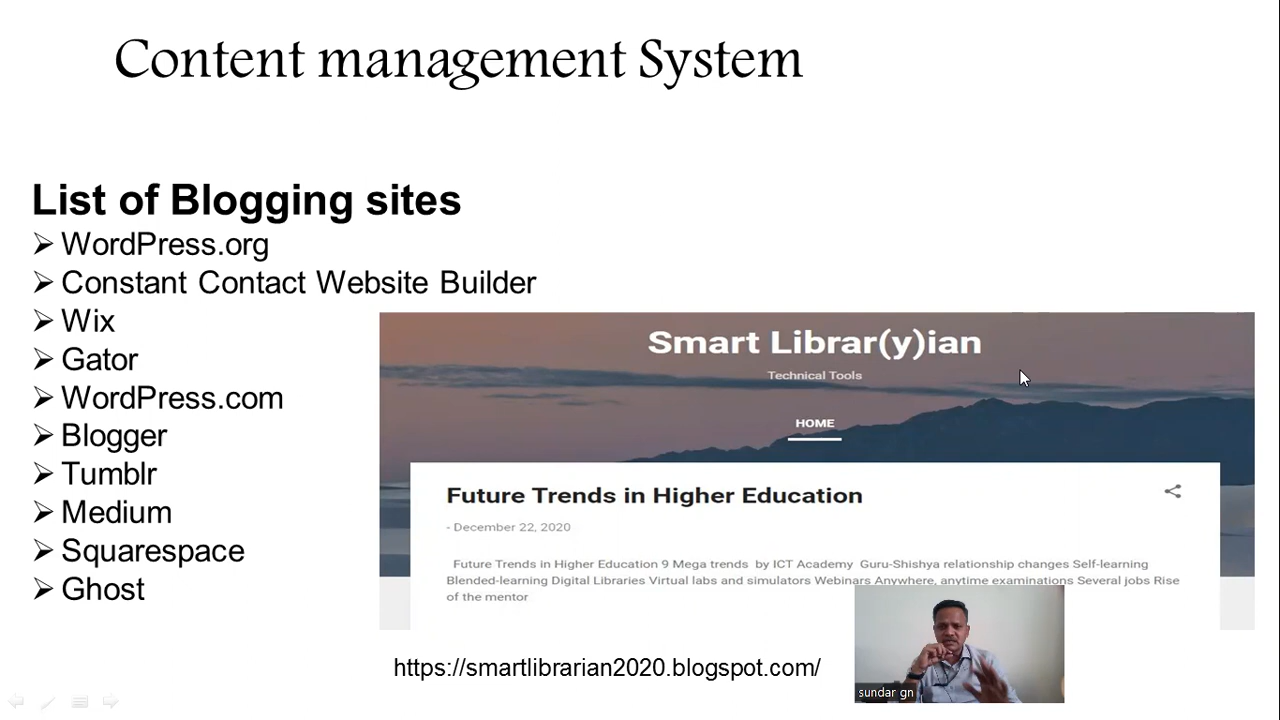 Content management System
List of Blogging sites
➢ WordPress.org
➢ Constant Contact Website Builder
➢ Wix
➢ Gator
➢ WordPress.com
➢ Blogger
➢ Tumblr
➢ Medium
➢ Squarespace
➢ Ghost
Smart Librar(y)ian
Technical Tools
HOME
Future Trends in Higher Education
- December 22, 2020
Future Trends in Higher Education 9 Mega trends by ICT Academy Guru-Shishya relationship changes Self-learning
Blended-learning Digital Libraries Virtual labs and simulators Webinars Anywhere, anytime examinations Several jobs Rise
of the mentor
https://smartlibrarian2020.blogspot.com/
sundar gn